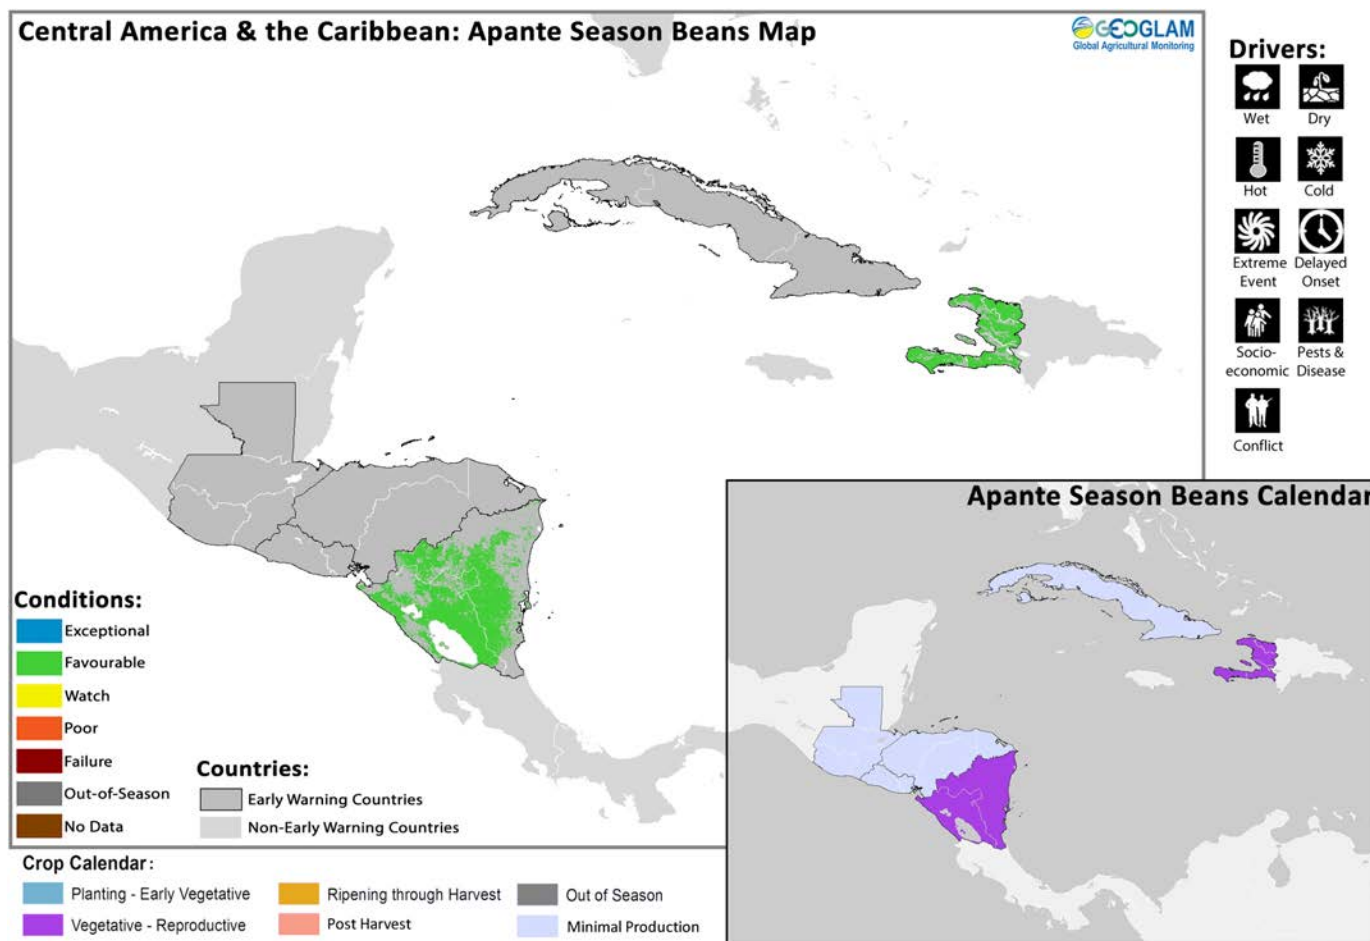 Central America & the Caribbean: Apante Season Beans Map
GEOGLAM
Global Agricultural Monitoring
Drivers:
Wet
Dry
Hot
Cold
Extreme
Event
Delayed
Onset
Socio-
economic
Pests &
Disease
Conflict
Apante Season Beans Calendar
Conditions:
Exceptional
Favourable
Watch
Poor
Failure
Out-of-Season
No Data
Countries:
Early Warning Countries
Non-Early Warning Countries
Crop Calendar:
Planting - Early Vegetative
Vegetative - Reproductive
Ripening through Harvest
Post Harvest
Out of Season
Minimal Production